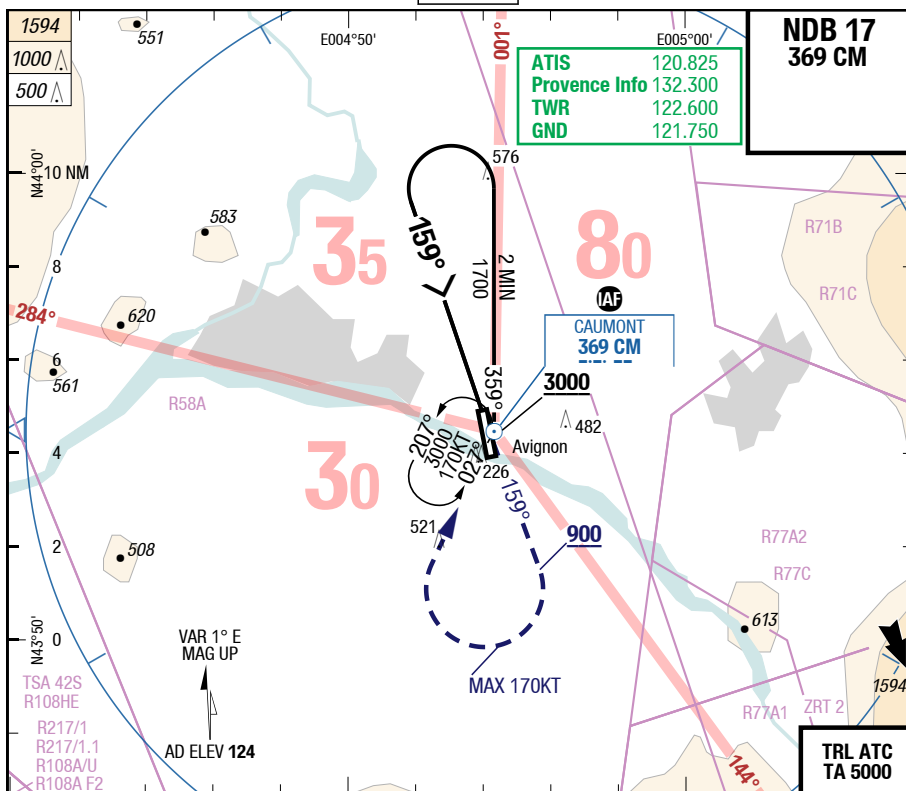 1594
1000
500
551
E004°50'
001°
E005°00'
NDB 17
369 CM
ATIS 120.825
Provence Info 132.300
TWR 122.600
GND 121.750
N44°00'
10 NM
576
583
35
80
R71B
R71C
159°
2 MIN
1700
8
IAF
CAUMONT
369 CM
284°
620
6
561
359°
3000
R58A
482
4
207°
3000
170KT
027°
Avignon
226
30
159°
521
900
508
2
R77A2
R77C
613
N43°50'
0
VAR 1° E
MAG UP
MAX 170KT
TSA 42S
R108HE
1594
R217/1
R217/1.1
R108A/U
R108A F2
AD ELEV 124
R77A1
ZRT 2
144°
TRL ATC
TA 5000